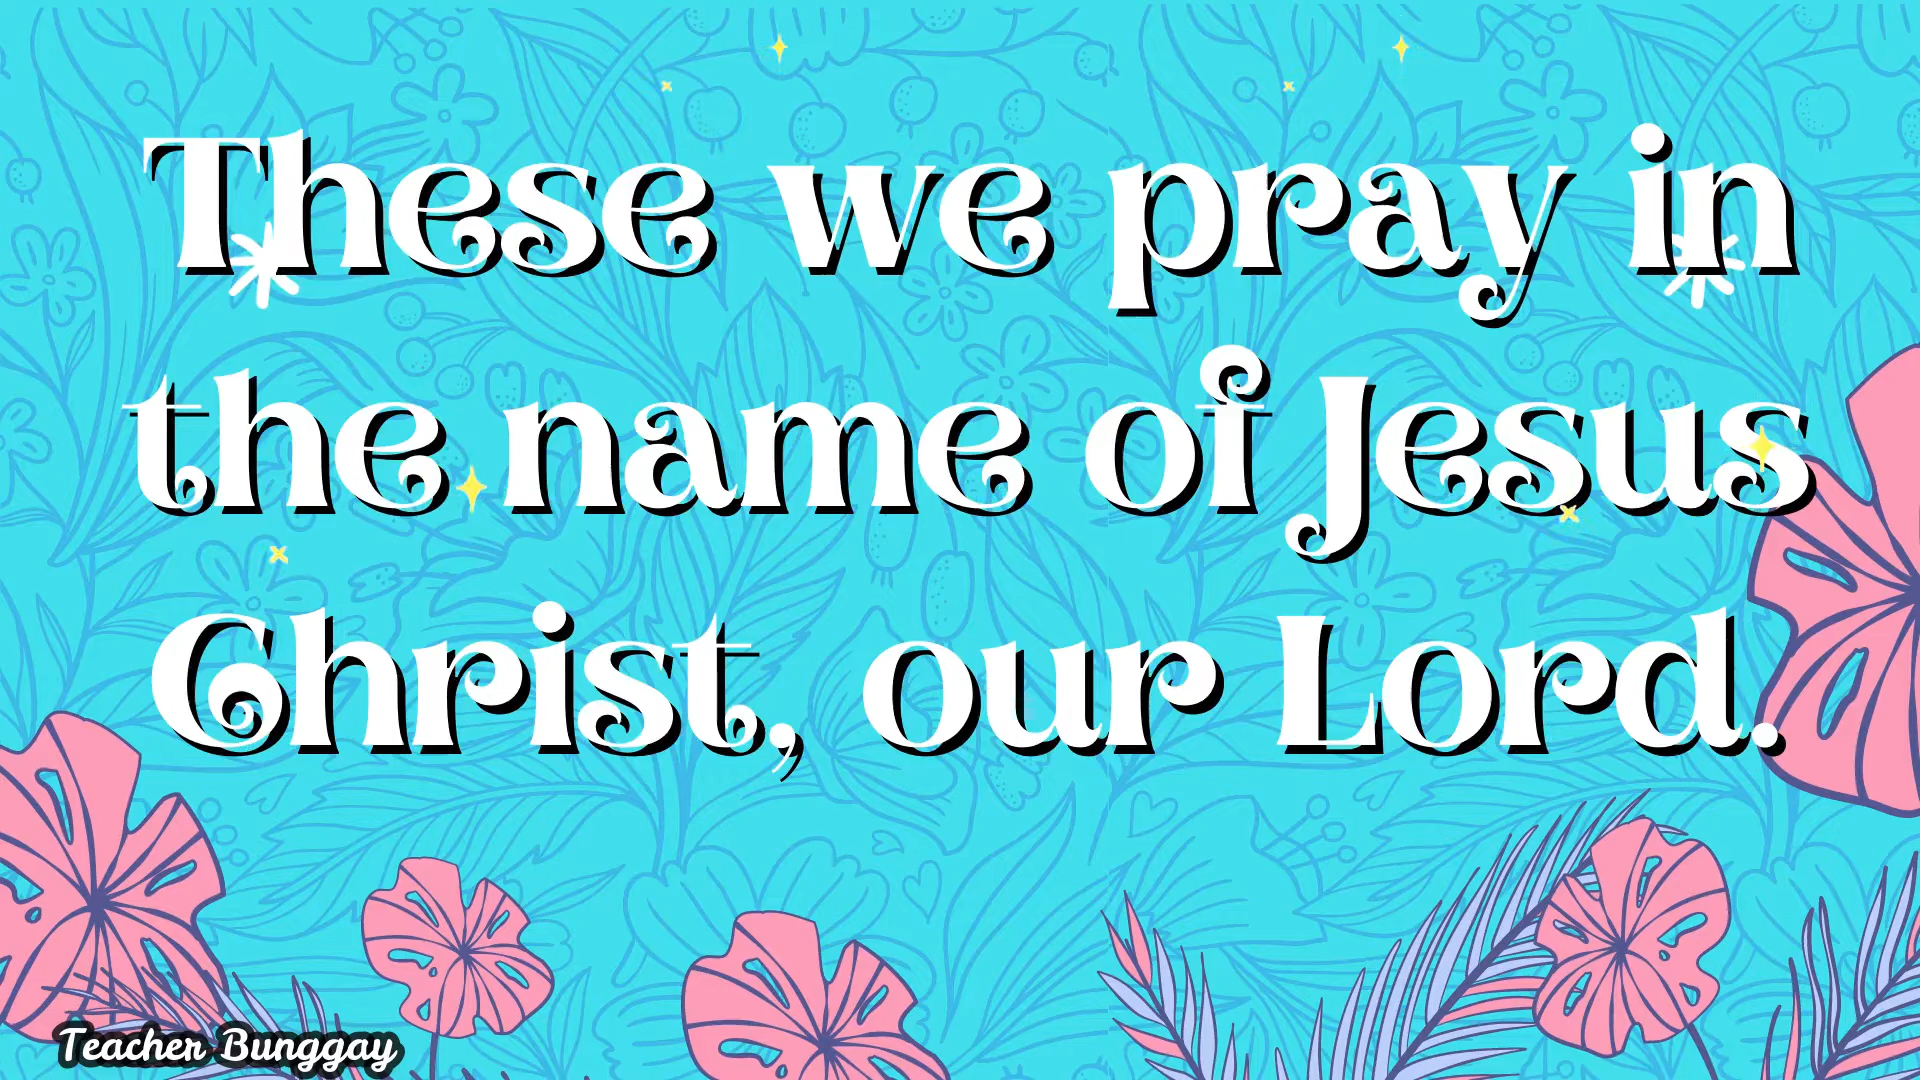 These we pray in
the name of Jesus
Christ, our Lord.
Teacher Bunggay